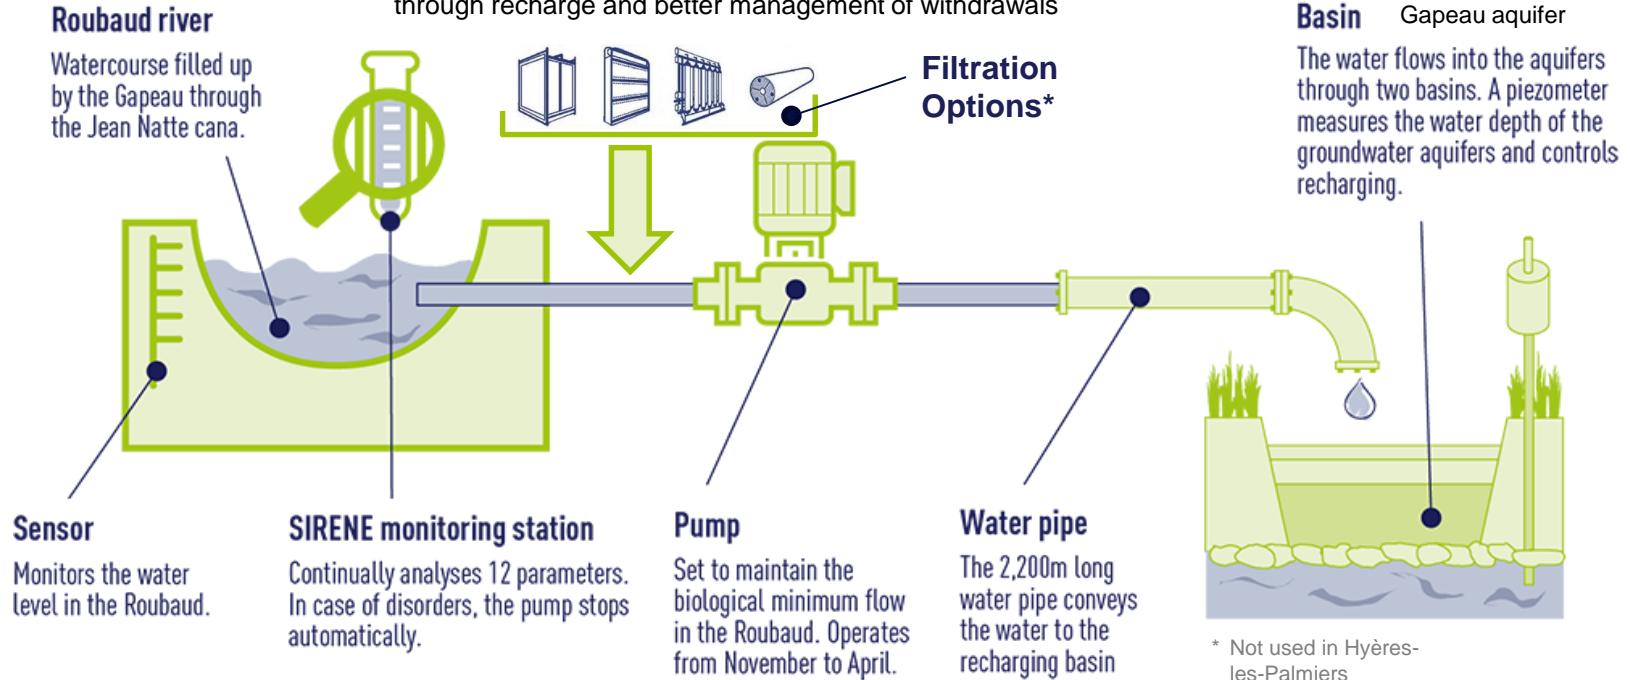 through recharge and better management of withdrawals
Roubaud river
Watercourse filled up
by the Gapeau through
the Jean Natte cana.
Filtration
Options*
Basin
Gapeau aquifer
The water flows into the aquifers
through two basins. A piezometer
measures the water depth of the
groundwater aquifers and controls
recharging.
Sensor
Monitors the water
level in the Roubaud.
SIRENE monitoring station
Continually analyses 12 parameters.
In case of disorders, the pump stops
automatically.
Pump
Set to maintain the
biological minimum flow
in the Roubaud. Operates
from November to April.
Water pipe
The 2,200m long
water pipe conveys
the water to the
recharging basin
* Not used in Hyères-
les-Palmiers